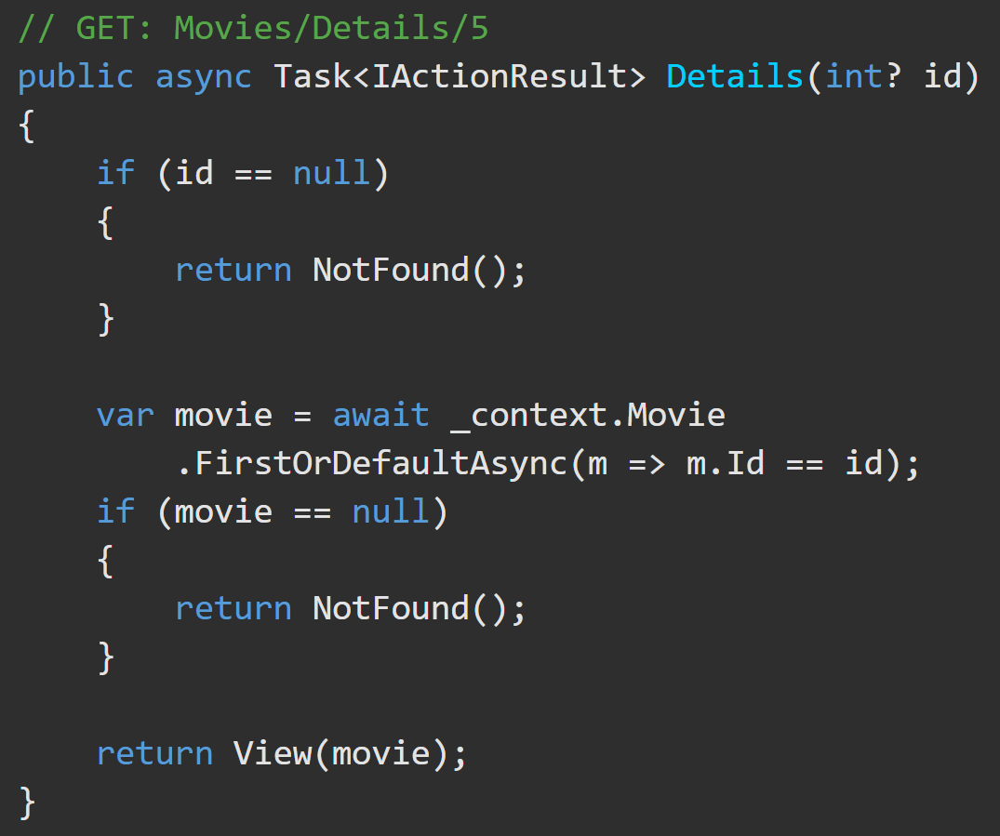 // GET: Movies/Details/5
public async Task<IActionResult> Details(int? id)
{
    if (id == null)
    {
        return NotFound();
    }

    var movie = await _context.Movie
        .FirstOrDefaultAsync(m => m.Id == id);
    if (movie == null)
    {
        return NotFound();
    }

    return View(movie);
}